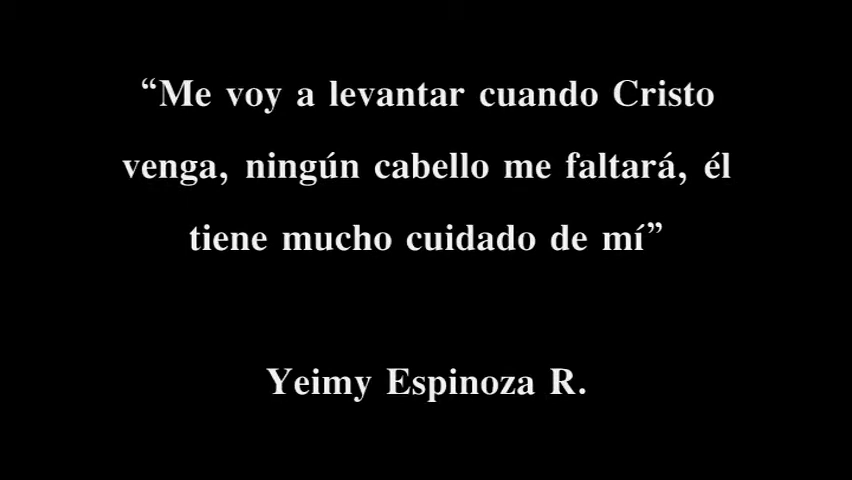 “Me voy a levantar cuando Cristo
venga, ningún cabello me faltará, él
tiene mucho cuidado de mí”
Yeimy Espinoza R.